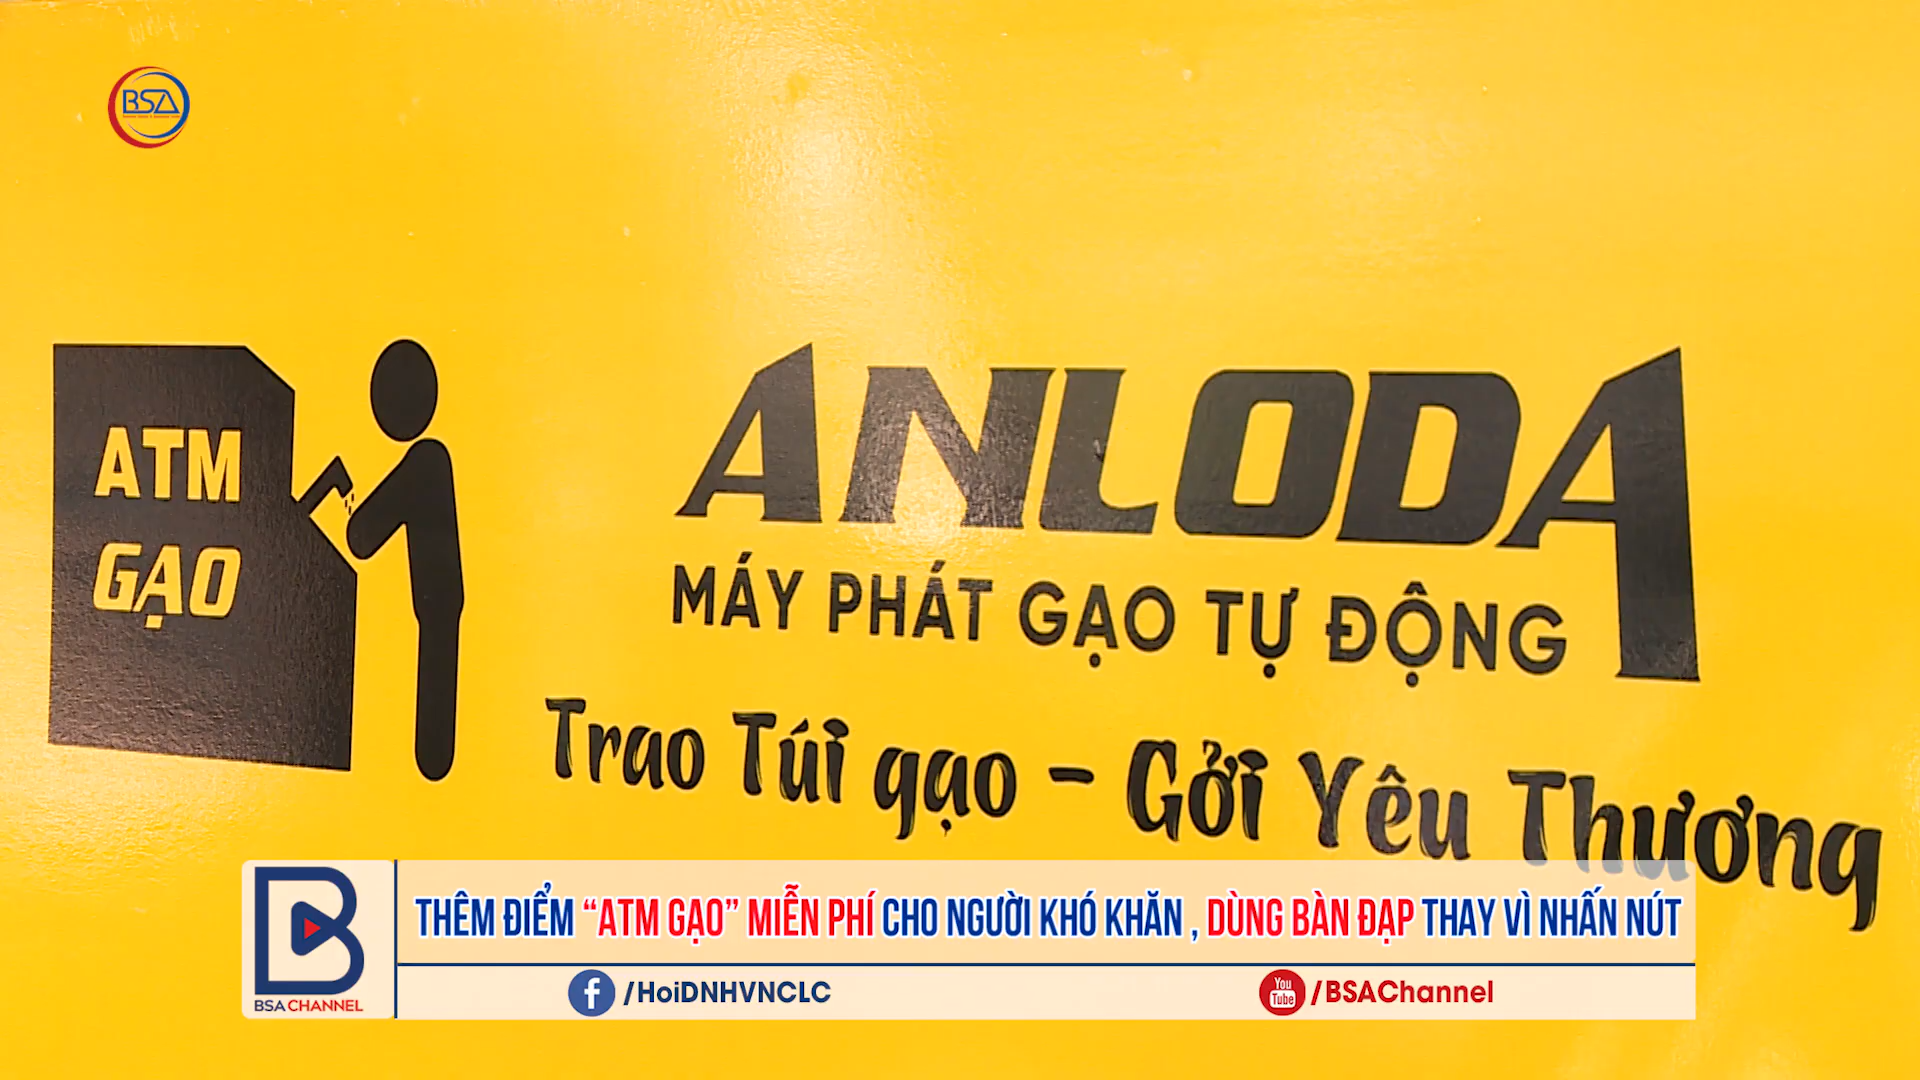 BSA
ATM
GẠO
ANLODA
MÁY PHÁT GẠO TỰ ĐỘNG
Trao Túi gạo - Gởi Yêu Thương
THÊM ĐIỂM “ATM GẠO” MIỄN PHÍ CHO NGƯỜI KHÓ KHĂN , DÙNG BÀN ĐẠP THAY VÌ NHẤN NÚT
BSA CHANNEL
/HoiDNHVNCLC
You Tube /BSAChannel